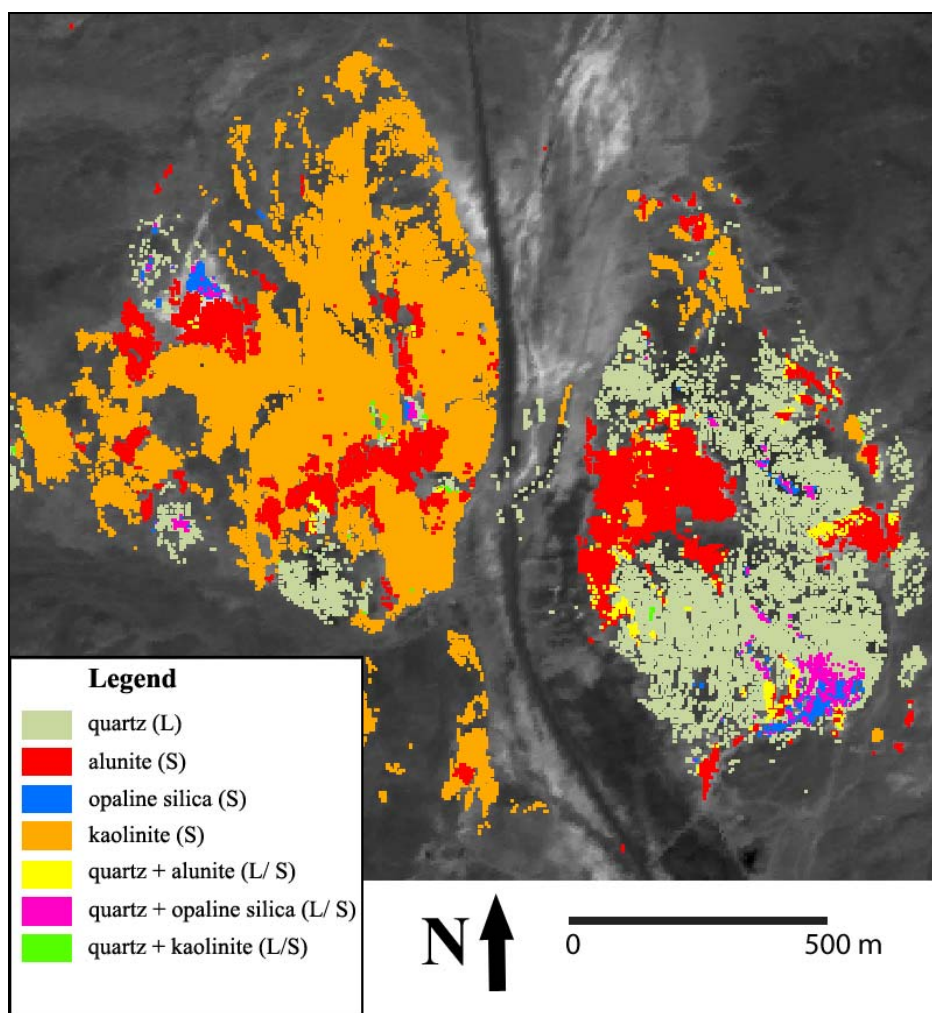 Legend
quartz (L)
alunite (S)
opaline silica (S)
kaolinite (S)
quartz + alunite (L/ S)
quartz + opaline silica (L/ S)
quartz + kaolinite (L/S)
N
0 500 m